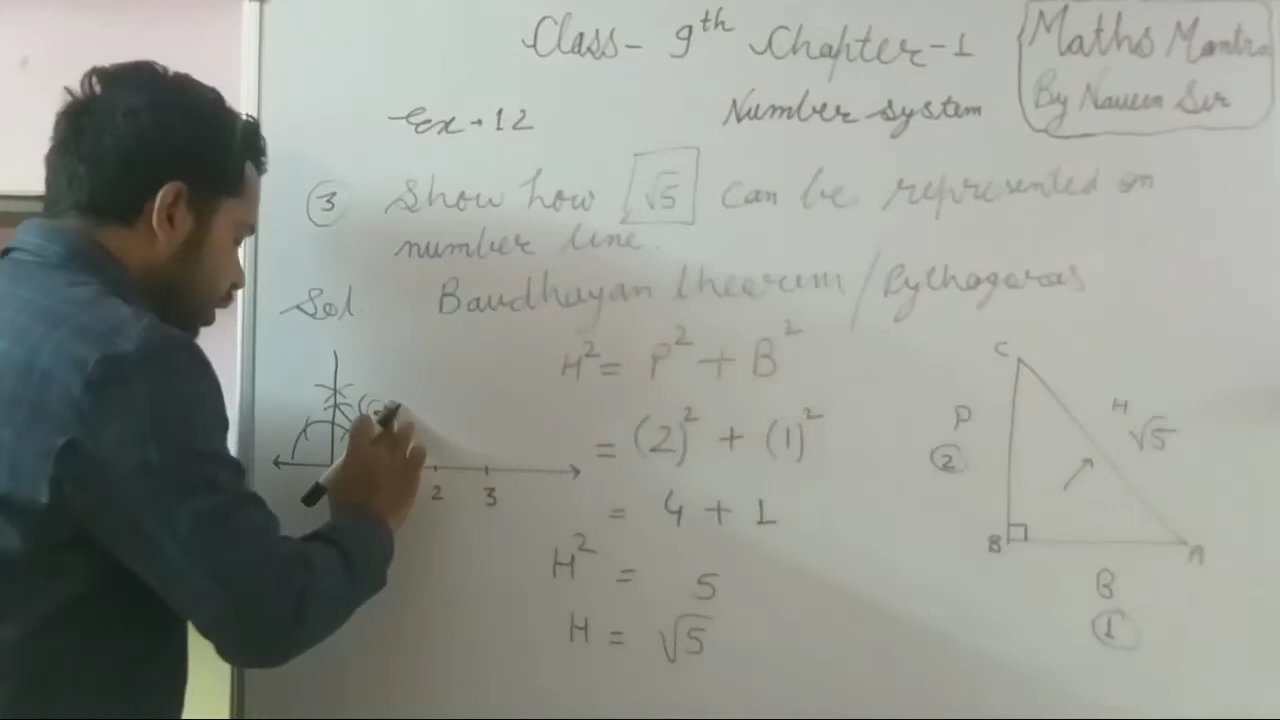 Class- 9th Chapter-1
Maths Mantra
By Naveen Sir
Ex-12
Number system
3 Show how √5 can be represented on
number line.
Sol Baudhayan theorem/Pythagoras
H² = P² + B²
= (2)² + (1)²
= 4 + 1
H² = 5
H = √5
2 3
C
P H √5
2
B A
B
1